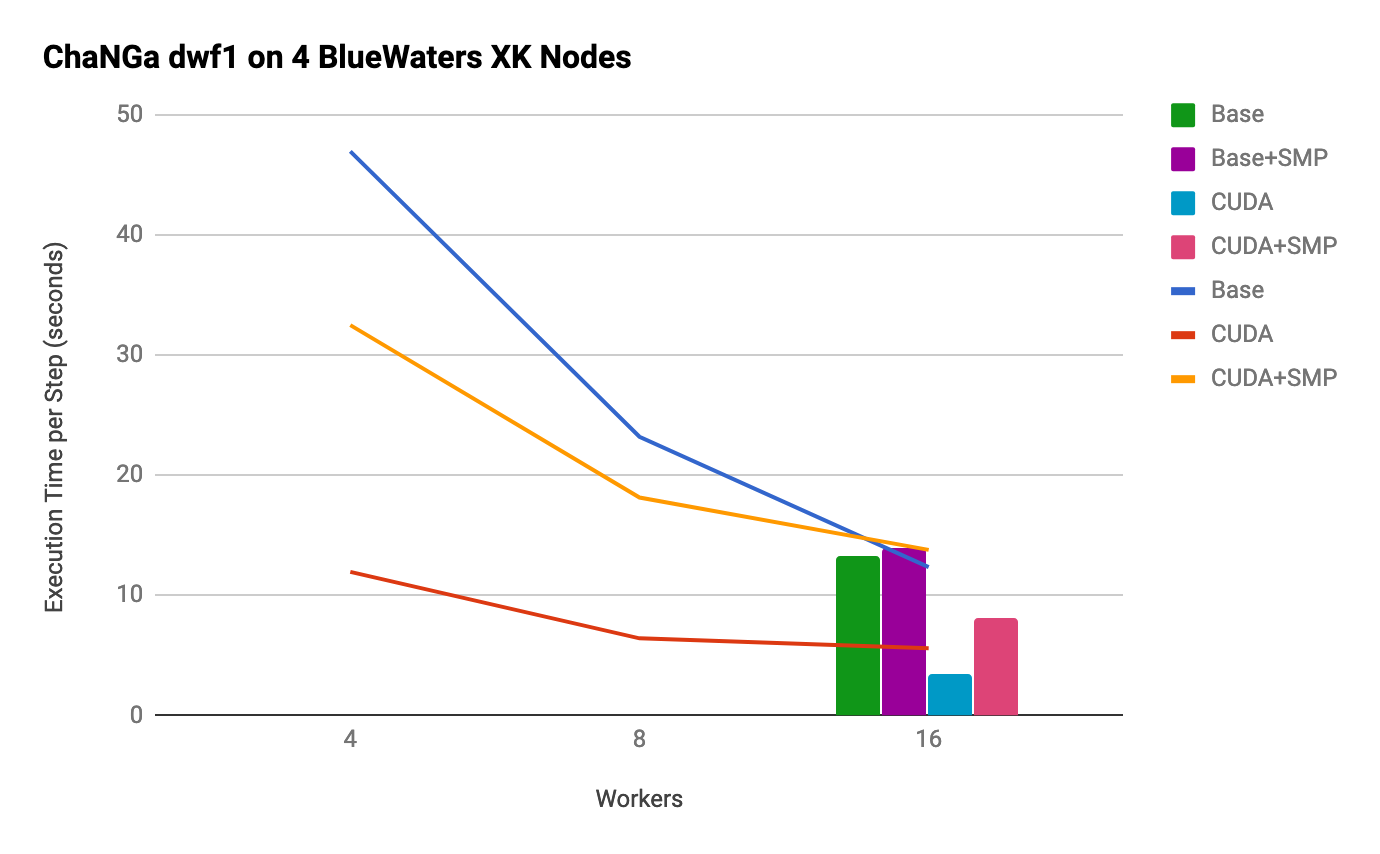 ChaNGa dwf1 on 4 BlueWaters XK Nodes
Execution Time per Step (seconds)
50
40
30
20
10
0
4 8 16
Workers
Base
Base+SMP
CUDA
CUDA+SMP
Base
CUDA
CUDA+SMP